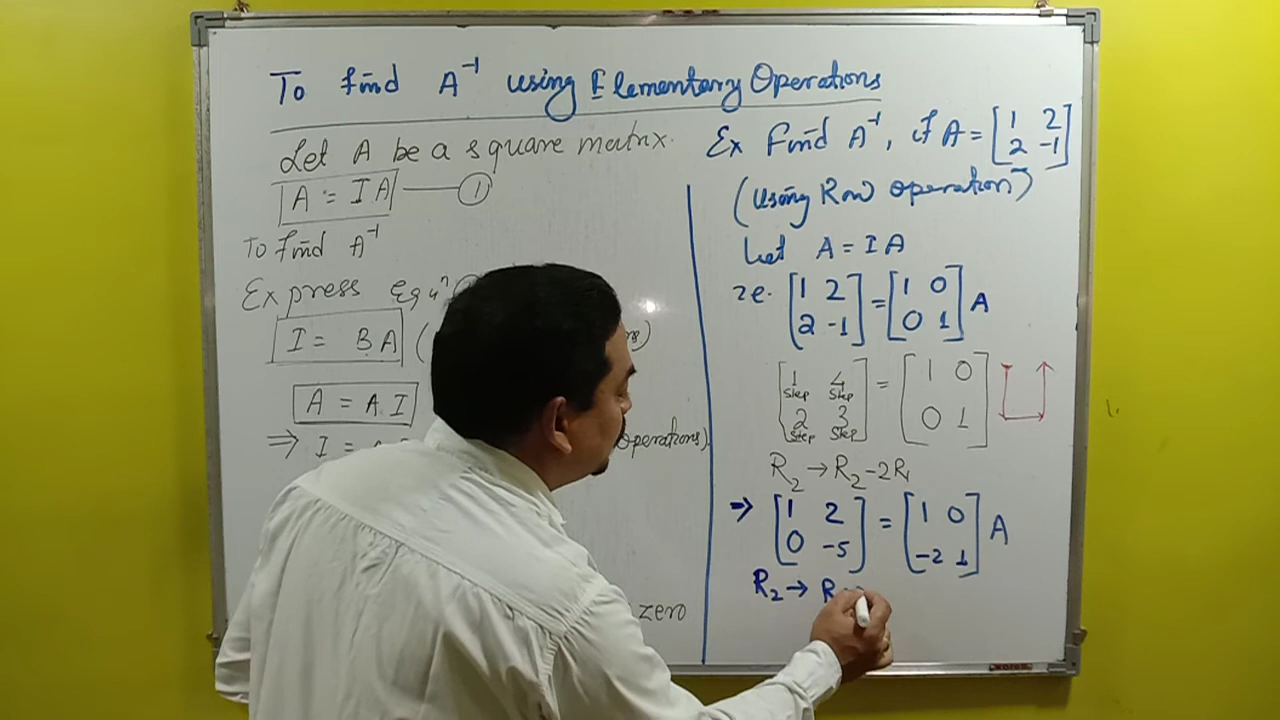 To find A⁻¹ using Elementary Operations
Let A be a square matrix.
A = IA —— ①
To find A⁻¹
Express Equⁿ
I = BA (
A = A.I
⇒ I =
operations).
zero
Ex Find A⁻¹, if A = [1 2
2 -1]
(Using Row operation)
Let A = IA
ie. [1 2 = [1 0 A
2 -1] 0 1]
[1 step 4 step = [1 0
2 step 3 step] 0 1]
R₂ → R₂ - 2R₁
⇒ [1 2 = [1 0 A
0 -5] -2 1]
R₂ → R